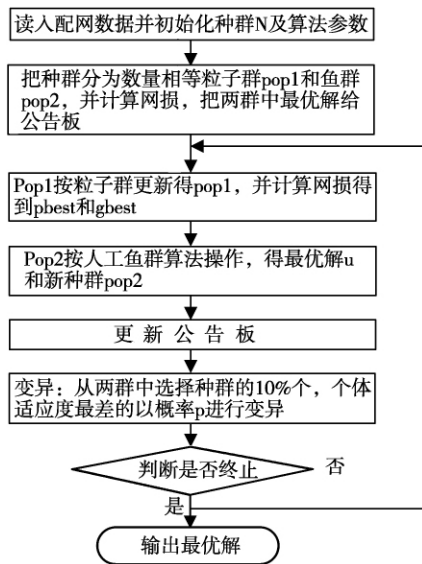 读入配网数据并初始化种群N及算法参数
把种群分为数量相等粒子群pop1和鱼群
pop2，并计算网损，把两群中最优解给
公告板
Pop1按粒子群更新得pop1，并计算网损得
到pbest和gbest
Pop2按人工鱼群算法操作，得最优解u
和新种群pop2
更新公告板
变异：从两群中选择种群的10%个，个体
适应度最差的以概率p进行变异
判断是否终止
否
是
输出最优解